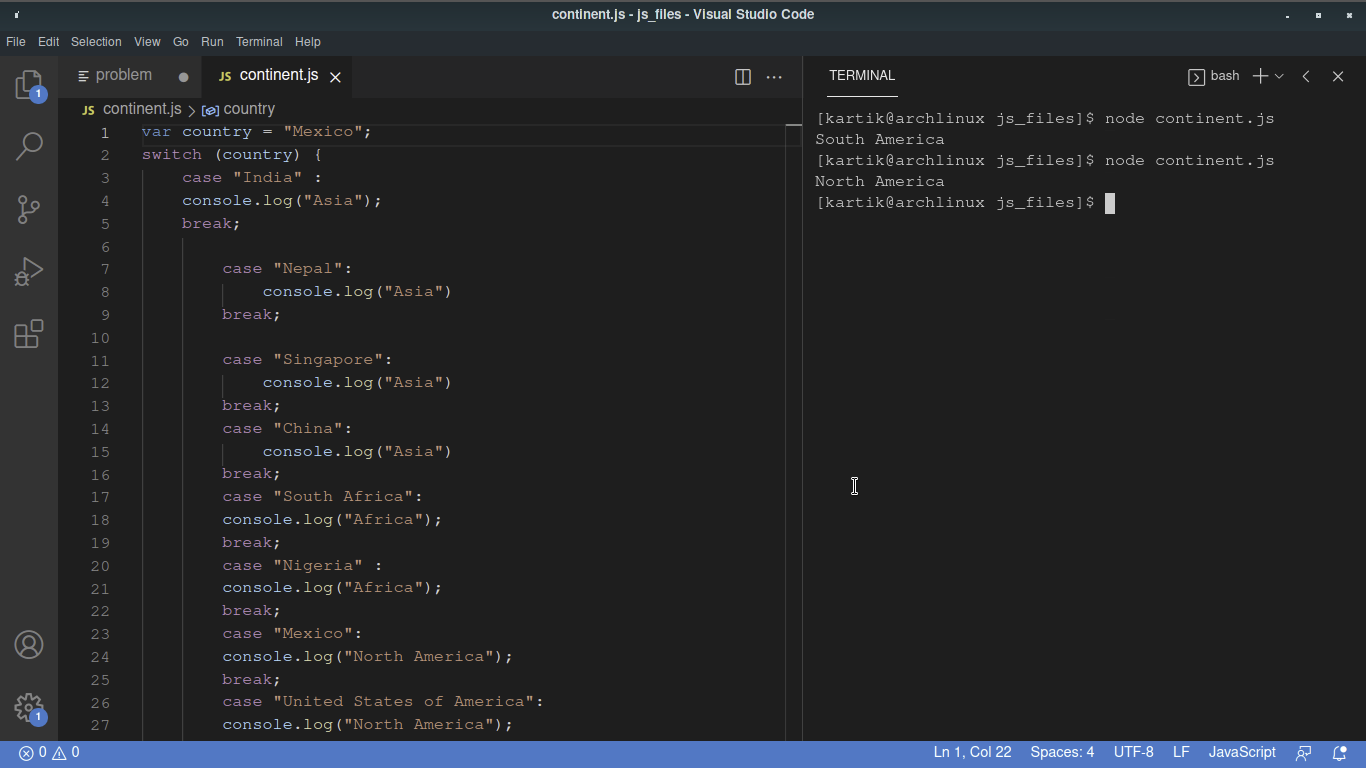 continent.js - js_files - Visual Studio Code
File Edit Selection View Go Run Terminal Help
problem
JS continent.js
JS continent.js > country
1 var country = "Mexico";
2 switch (country) {
3 case "India" :
4 console.log("Asia");
5 break;
6
7 case "Nepal":
8 console.log("Asia")
9 break;
10
11 case "Singapore":
12 console.log("Asia")
13 break;
14 case "China":
15 console.log("Asia")
16 break;
17 case "South Africa":
18 console.log("Africa");
19 break;
20 case "Nigeria" :
21 console.log("Africa");
22 break;
23 case "Mexico":
24 console.log("North America");
25 break;
26 case "United States of America":
27 console.log("North America");
TERMINAL
bash
[kartik@archlinux js_files]$ node continent.js
South America
[kartik@archlinux js_files]$ node continent.js
North America
[kartik@archlinux js_files]$
1
1
0 0
Ln 1, Col 22 Spaces: 4 UTF-8 LF JavaScript